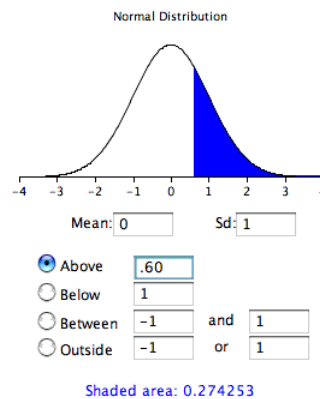 Normal Distribution
-4 -3 -2 -1 0 1 2 3
Mean: 0 Sd: 1
Above .60
Below 1
Between -1 and 1
Outside -1 or 1
Shaded area: 0.274253